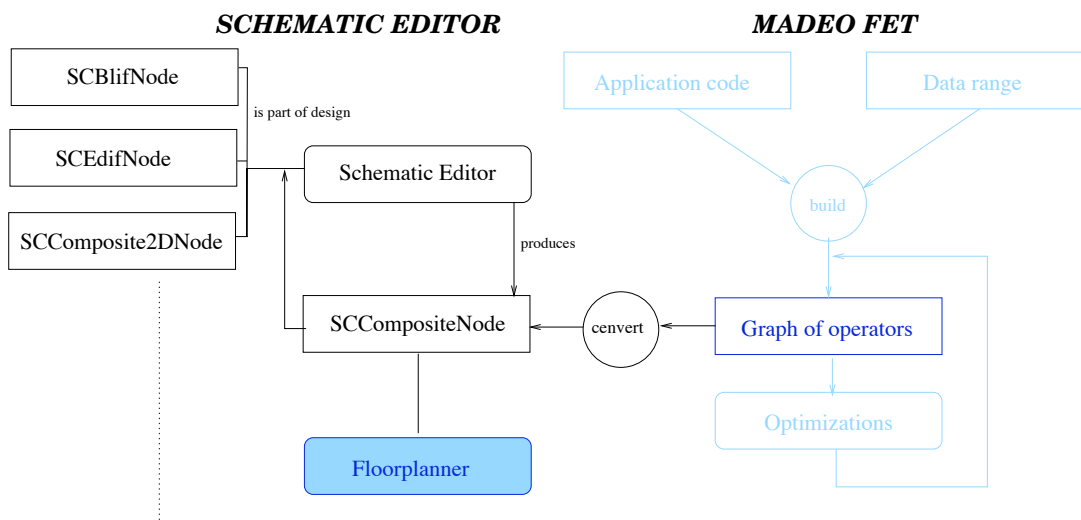 SCHEMATIC EDITOR
MADEO FET
SCBlifNode
Application code
Data range
is part of design
SCEdifNode
Schematic Editor
build
SCComposite2DNode
produces
SCCompositeNode
cenvert
Graph of operators
Optimizations
Floorplanner